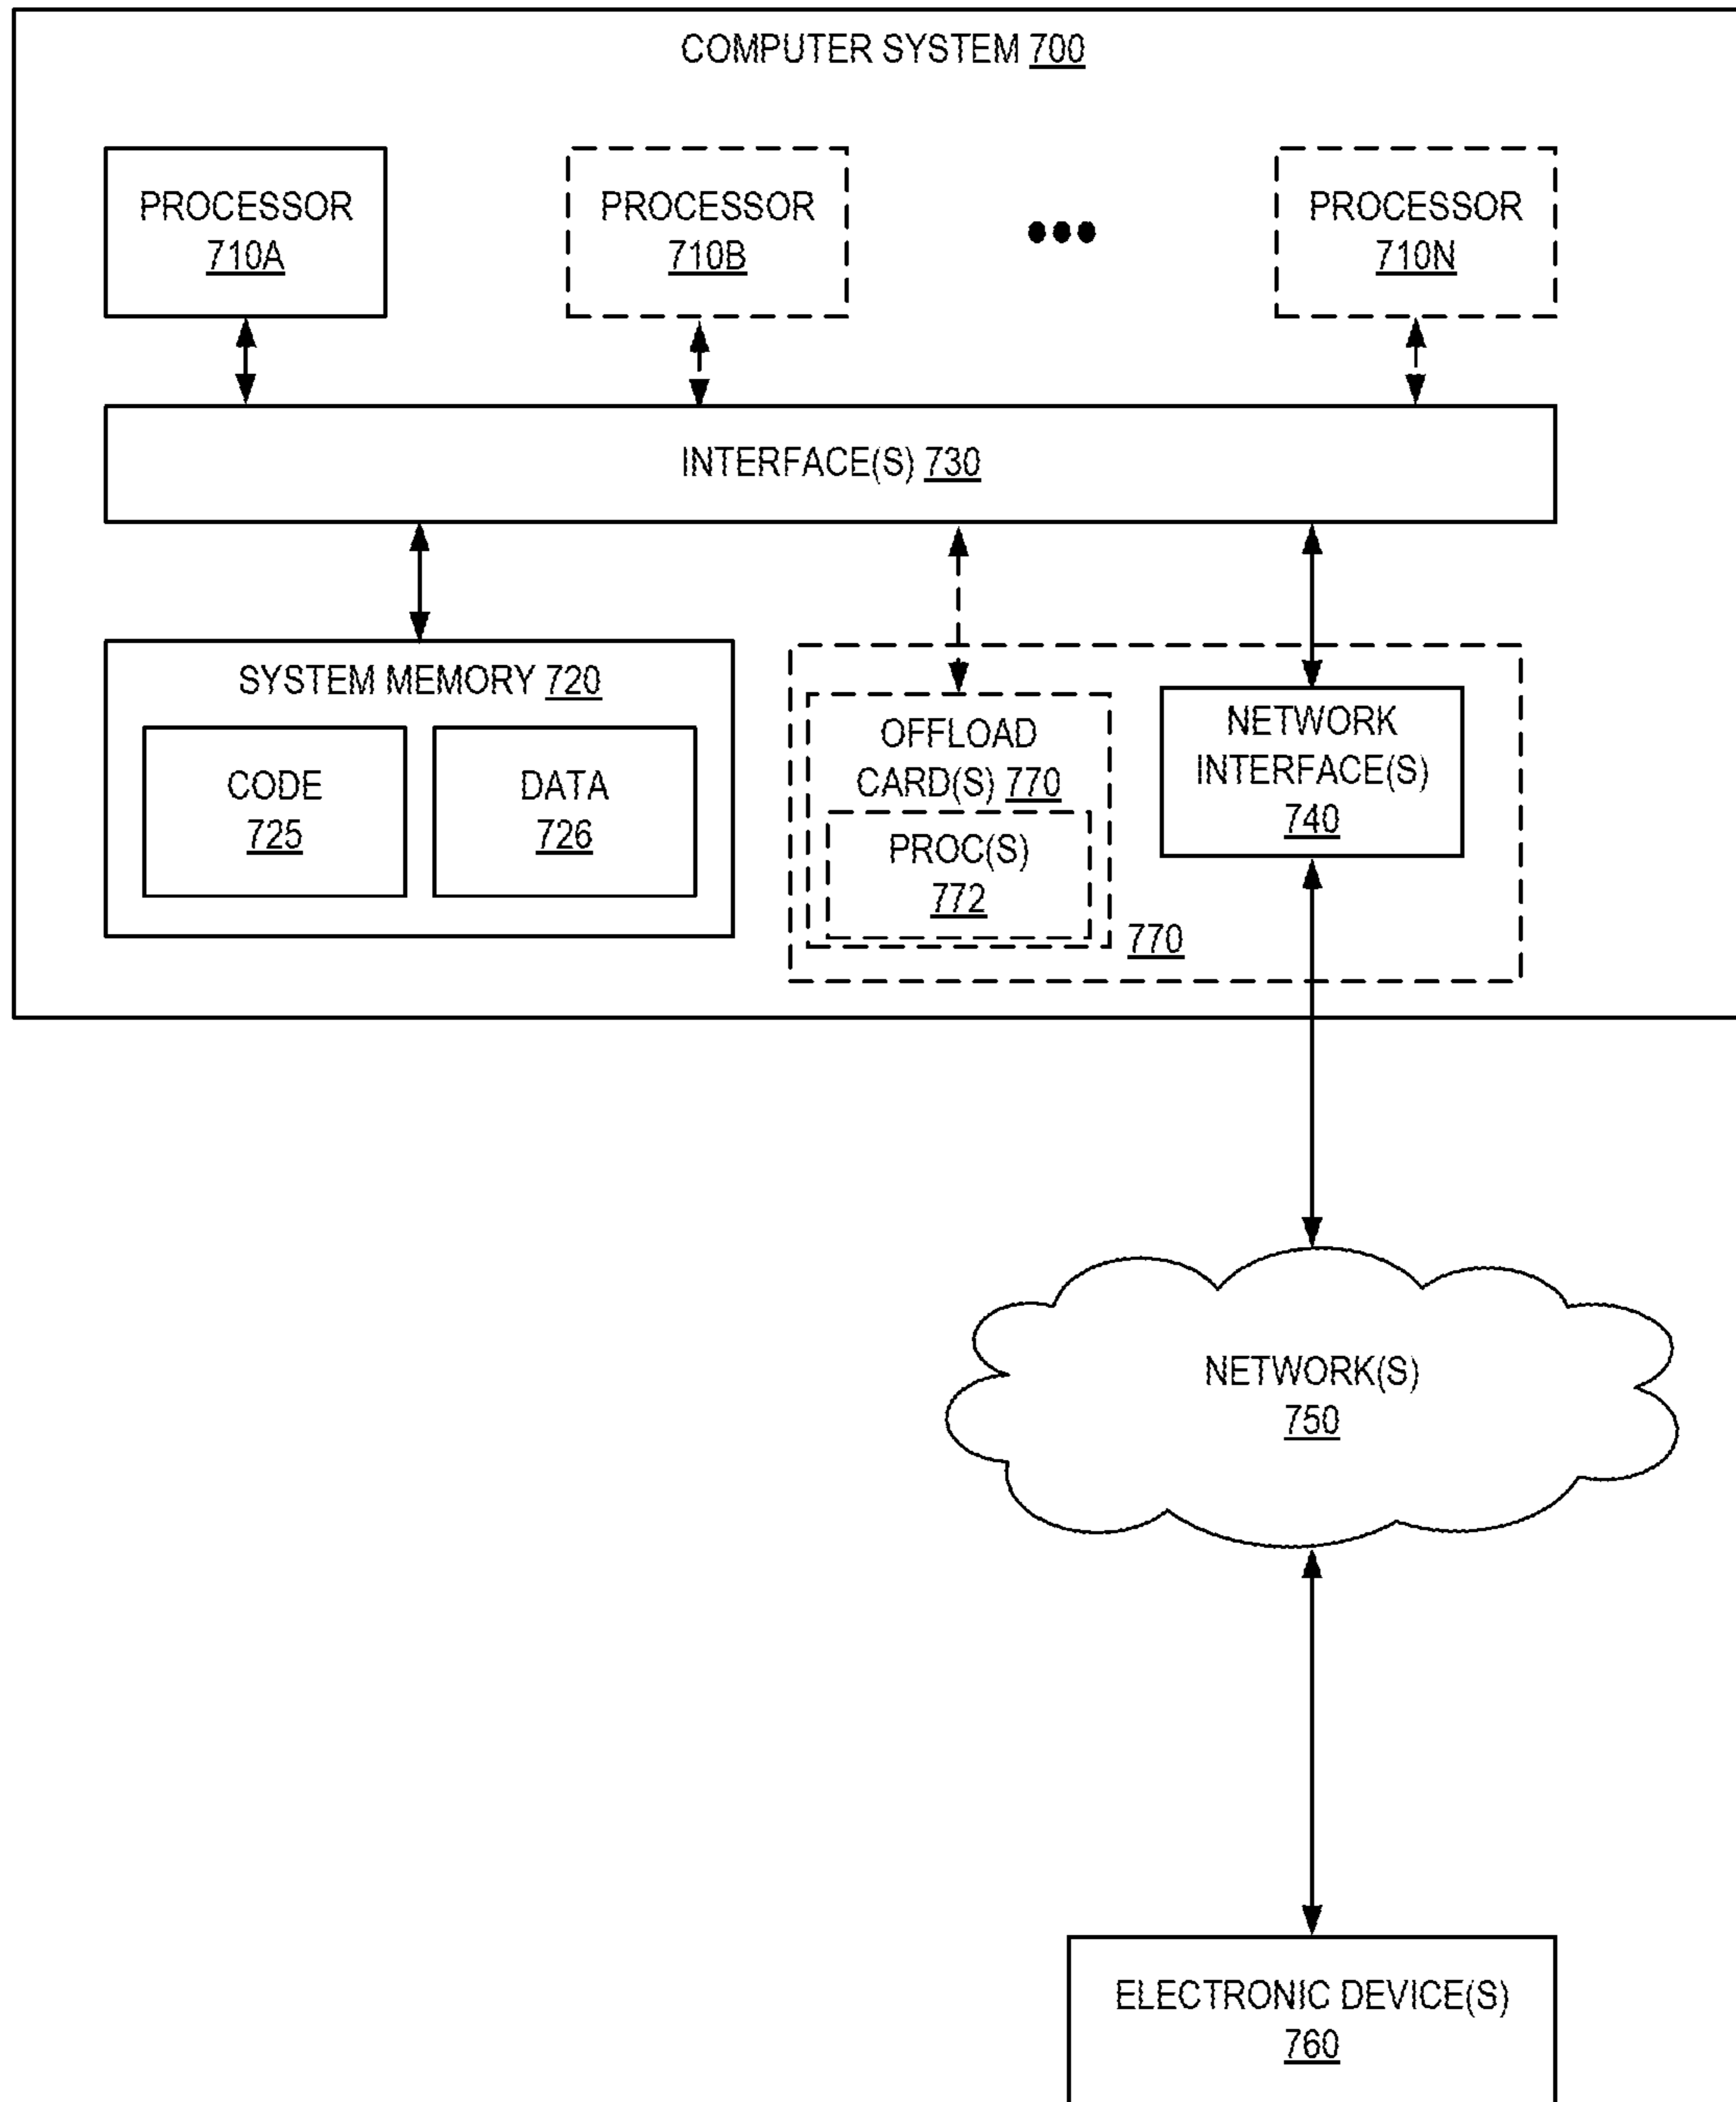 COMPUTER SYSTEM 700
PROCESSOR
710A
PROCESSOR
710B
PROCESSOR
710N
INTERFACE(S) 730
SYSTEM MEMORY 720
CODE
725
DATA
726
OFFLOAD
CARD(S) 770
PROC(S)
772
770
NETWORK
INTERFACE(S)
740
NETWORK(S)
750
ELECTRONIC DEVICE(S)
760